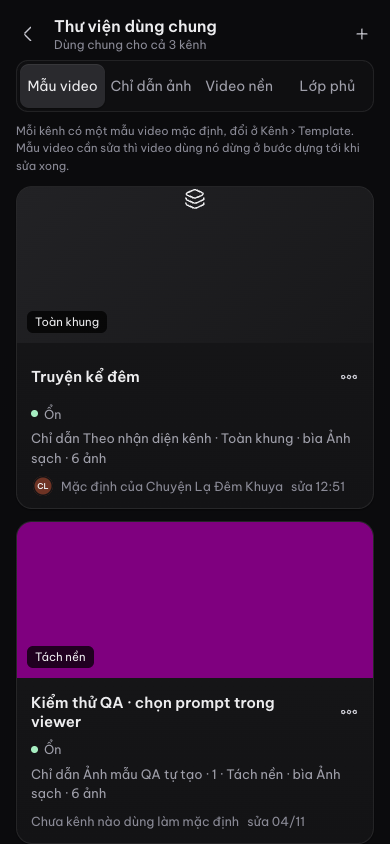 Thư viện dùng chung
Dùng chung cho cả 3 kênh
Mẫu video
Chỉ dẫn ảnh
Video nền
Lớp phủ
Mỗi kênh có một mẫu video mặc định, đổi ở Kênh › Template.
Mẫu video cần sửa thì video dùng nó dừng ở bước dựng tới khi
sửa xong.
Toàn khung
Truyện kể đêm
Ổn
Chỉ dẫn Theo nhận diện kênh · Toàn khung · bìa Ảnh
sạch · 6 ảnh
CL
Mặc định của Chuyện Lạ Đêm Khuya sửa 12:51
Tách nền
Kiểm thử QA · chọn prompt trong
viewer
Ổn
Chỉ dẫn Ảnh mẫu QA tự tạo · 1 · Tách nền · bìa Ảnh
sạch · 6 ảnh
Chưa kênh nào dùng làm mặc định sửa 04/11